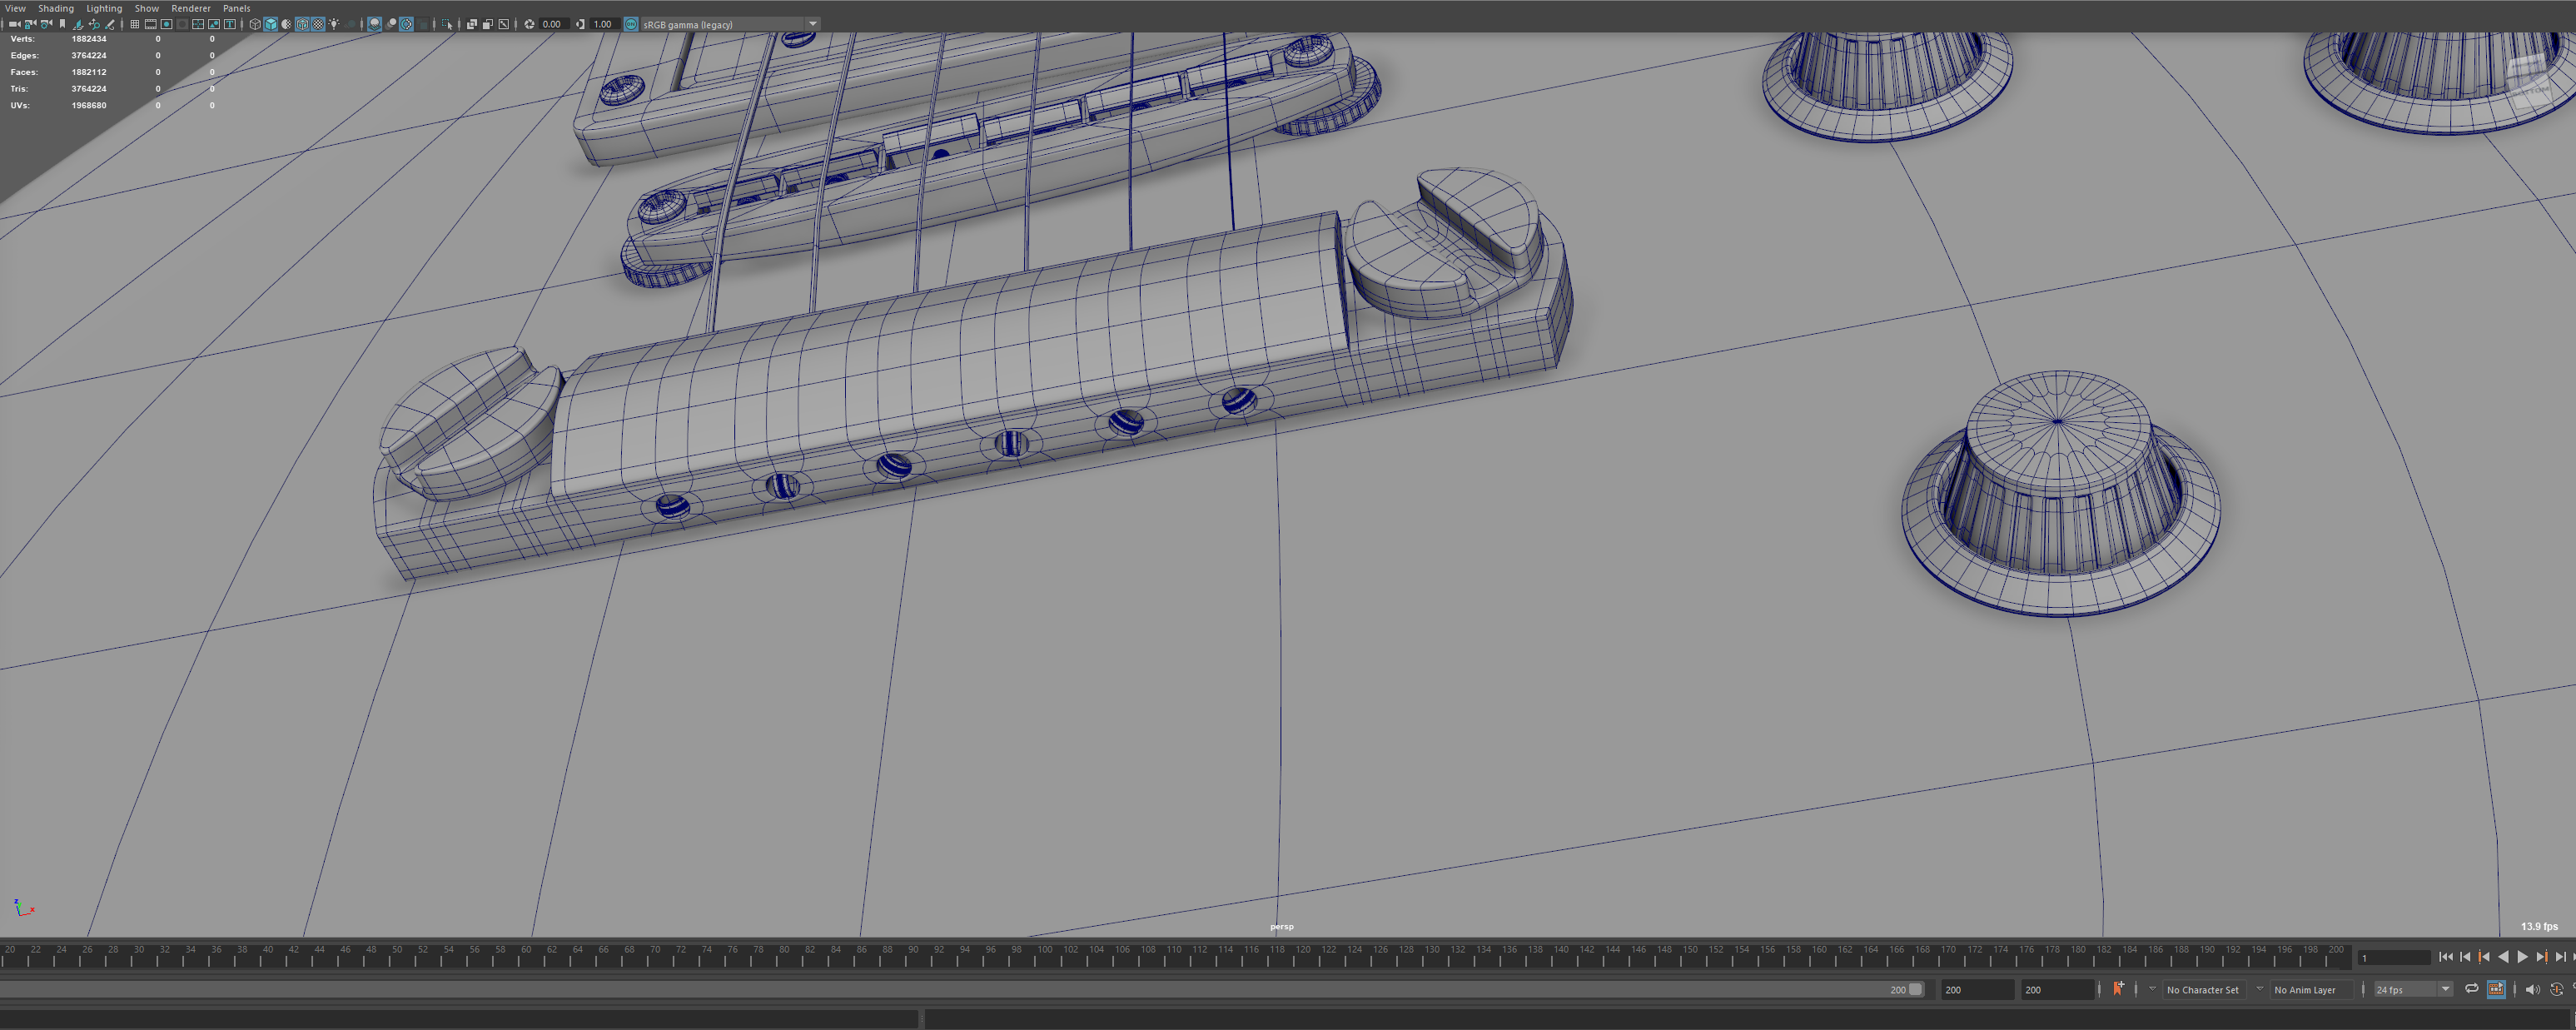 View Shading Lighting Show Renderer Panels
0.00 1.00 ON sRGB gamma (legacy)
Verts: 1882434 0 0
Edges: 3764224 0 0
Faces: 1882112 0 0
Tris: 3764224 0 0
UVs: 1968680 0 0
z
x
persp
13.9 fps
20 22 24 26 28 30 32 34 36 38 40 42 44 46 48 50 52 54 56 58 60 62 64 66 68 70 72 74 76 78 80 82 84 86 88 90 92 94 96 98 100 102 104 106 108 110 112 114 116 118 120 122 124 126 128 130 132 134 136 138 140 142 144 146 148 150 152 154 156 158 160 162 164 166 168 170 172 174 176 178 180 182 184 186 188 190 192 194 196 198 200 1
200 200 200 No Character Set No Anim Layer 24 fps